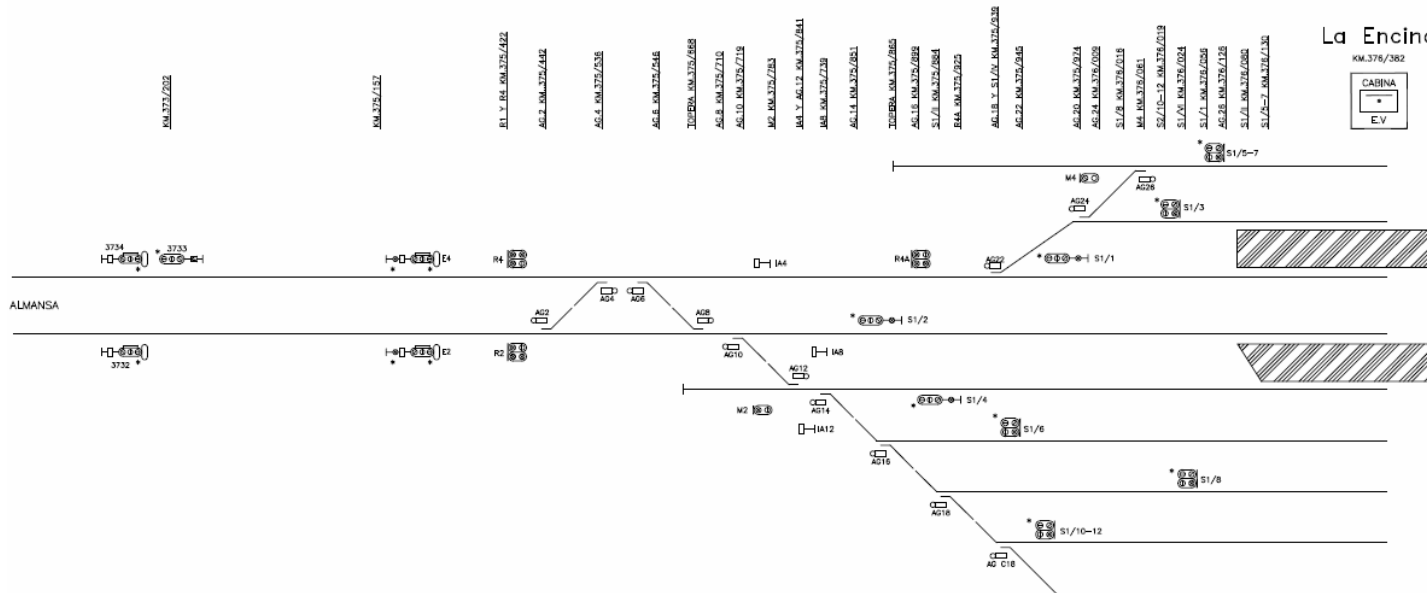 La Encina
KM.376/382
CABINA
E.V
KM.373/202
KM.375/157
R1 Y R4 KM.375/422
AG.2 KM..375/442
AG.4 KM.375/536
AG.6 KM.375/546
TOPERA KM.375/668
AG.8 KM.375/710
AG.10 KM.375/719
M2 KM.375/783
IA4 Y AG.12 KM.375/841
IA8 KM.375/739
AG.14 KM.375/851
TOPERA KM.375/865
AG.16 KM.375/899
S1/II KM.375/884
R4A KM.375/925
AG.18 Y S1/IV KM.375/939
AG.22 KM.375/945
AG.20 KM.375/974
AG.24 KM.376/009
S1/8 KM.376/016
M4 KM.376/061
S2/10-12 KM.376/019
S1/VI KM.376/024
S1/1 KM.376/056
AG.26 KM.376/126
S1/II KM.376/080
S1/5-7 KM.376/130
S1/5-7
M4
AG26
AG24
S1/3
3734
3733
E4
R4
IA4
R4A
AG22
S1/1
ALMANSA
AG2
AG4
AG6
AG8
S1/2
3732
E2
R2
AG10
IA8
AG12
M2
AG14
S1/4
IA12
S1/6
AG16
S1/8
AG18
S1/10-12
AG C18